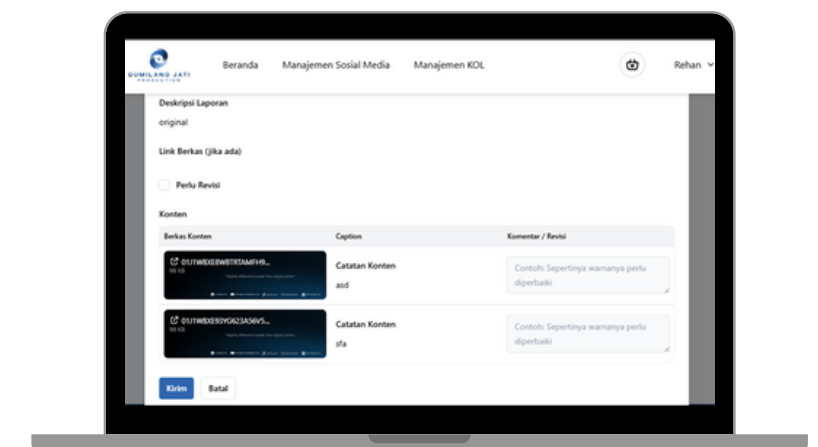 GUMILANG JATI
PRODUCTION
Beranda
Manajemen Sosial Media
Manajemen KOL
Rehan
Deskripsi Laporan
original
Link Berkas (jika ada)
Perlu Revisi
Konten
Berkas Konten
Caption
Komentar / Revisi
98 KB
Catatan Konten
asd
Contoh: Sepertinya warnanya perlu
diperbaiki
98 KB
Catatan Konten
sfa
Contoh: Sepertinya warnanya perlu
diperbaiki
Kirim
Batal